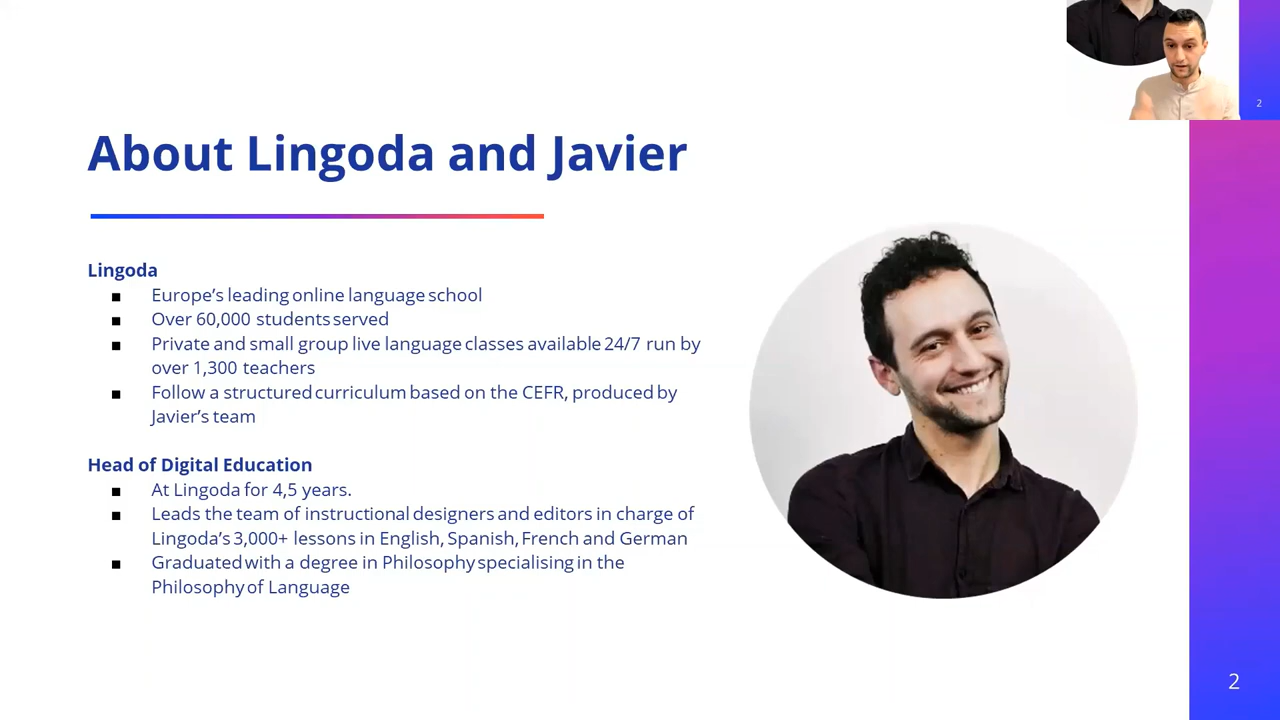 2
About Lingoda and Javier
Lingoda
■ Europe’s leading online language school
■ Over 60,000 students served
■ Private and small group live language classes available 24/7 run by
over 1,300 teachers
■ Follow a structured curriculum based on the CEFR, produced by
Javier’s team
Head of Digital Education
■ At Lingoda for 4,5 years.
■ Leads the team of instructional designers and editors in charge of
Lingoda’s 3,000+ lessons in English, Spanish, French and German
■ Graduated with a degree in Philosophy specialising in the
Philosophy of Language
2